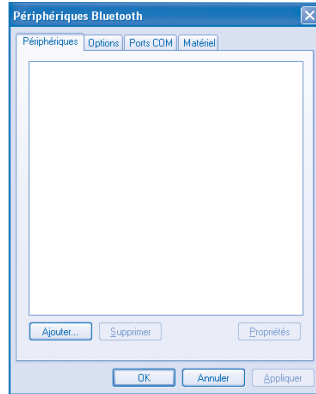 Périphériques Bluetooth
Périphériques Options Ports COM Matériel
Ajouter... Supprimer Propriétés
OK Annuler Appliquer